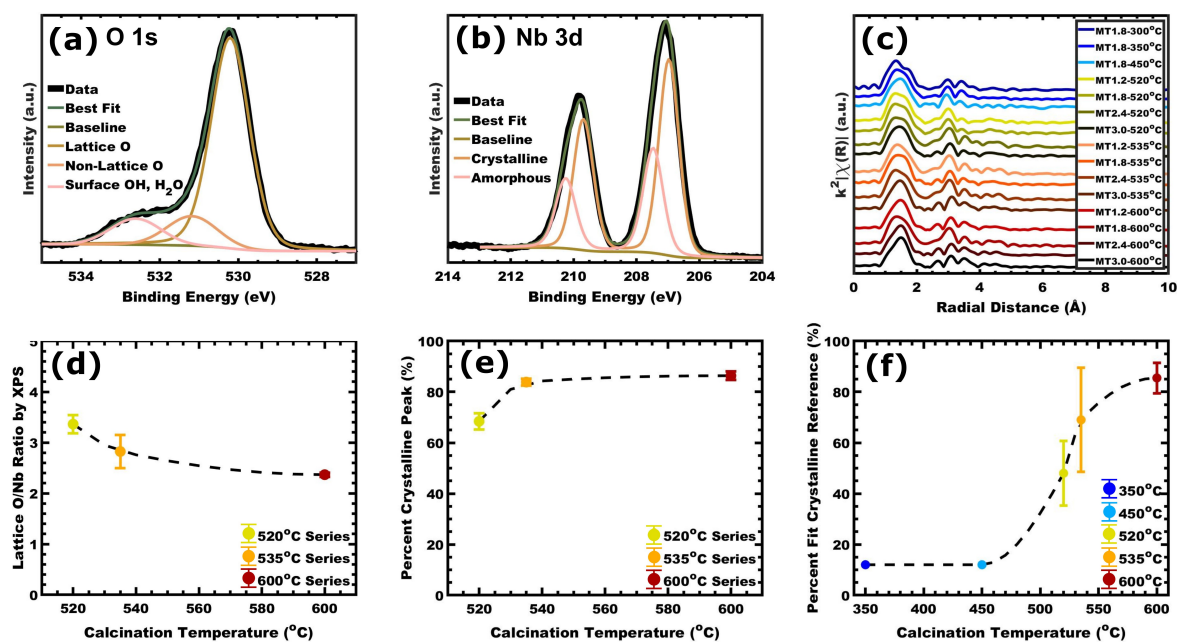 (a) O 1s
Data
Best Fit
Baseline
Lattice O
Non-Lattice O
Surface OH, H₂O
Intensity (a.u.)
534
532
530
528
Binding Energy (eV)
(b) Nb 3d
Data
Best Fit
Baseline
Crystalline
Amorphous
Intensity (a.u.)
214
212
210
208
206
204
Binding Energy (eV)
(c)
MT1.8-300°C
MT1.8-350°C
MT1.8-450°C
MT1.2-520°C
MT1.8-520°C
MT2.4-520°C
MT3.0-520°C
MT1.2-535°C
MT1.8-535°C
MT2.4-535°C
MT3.0-535°C
MT1.2-600°C
MT1.8-600°C
MT2.4-600°C
MT3.0-600°C
k²|χ(R)| (a.u.)
0
2
4
6
8
10
Radial Distance (Å)
(d)
Lattice O/Nb Ratio by XPS
5
4
3
2
1
0
520°C Series
535°C Series
600°C Series
520
540
560
580
600
Calcination Temperature (°C)
(e)
Percent Crystalline Peak (%)
100
80
60
40
20
0
520°C Series
535°C Series
600°C Series
520
540
560
580
600
Calcination Temperature (°C)
(f)
Percent Fit Crystalline Reference (%)
100
80
60
40
20
0
350°C
450°C
520°C
535°C
600°C
350
400
450
500
550
600
Calcination Temperature (°C)